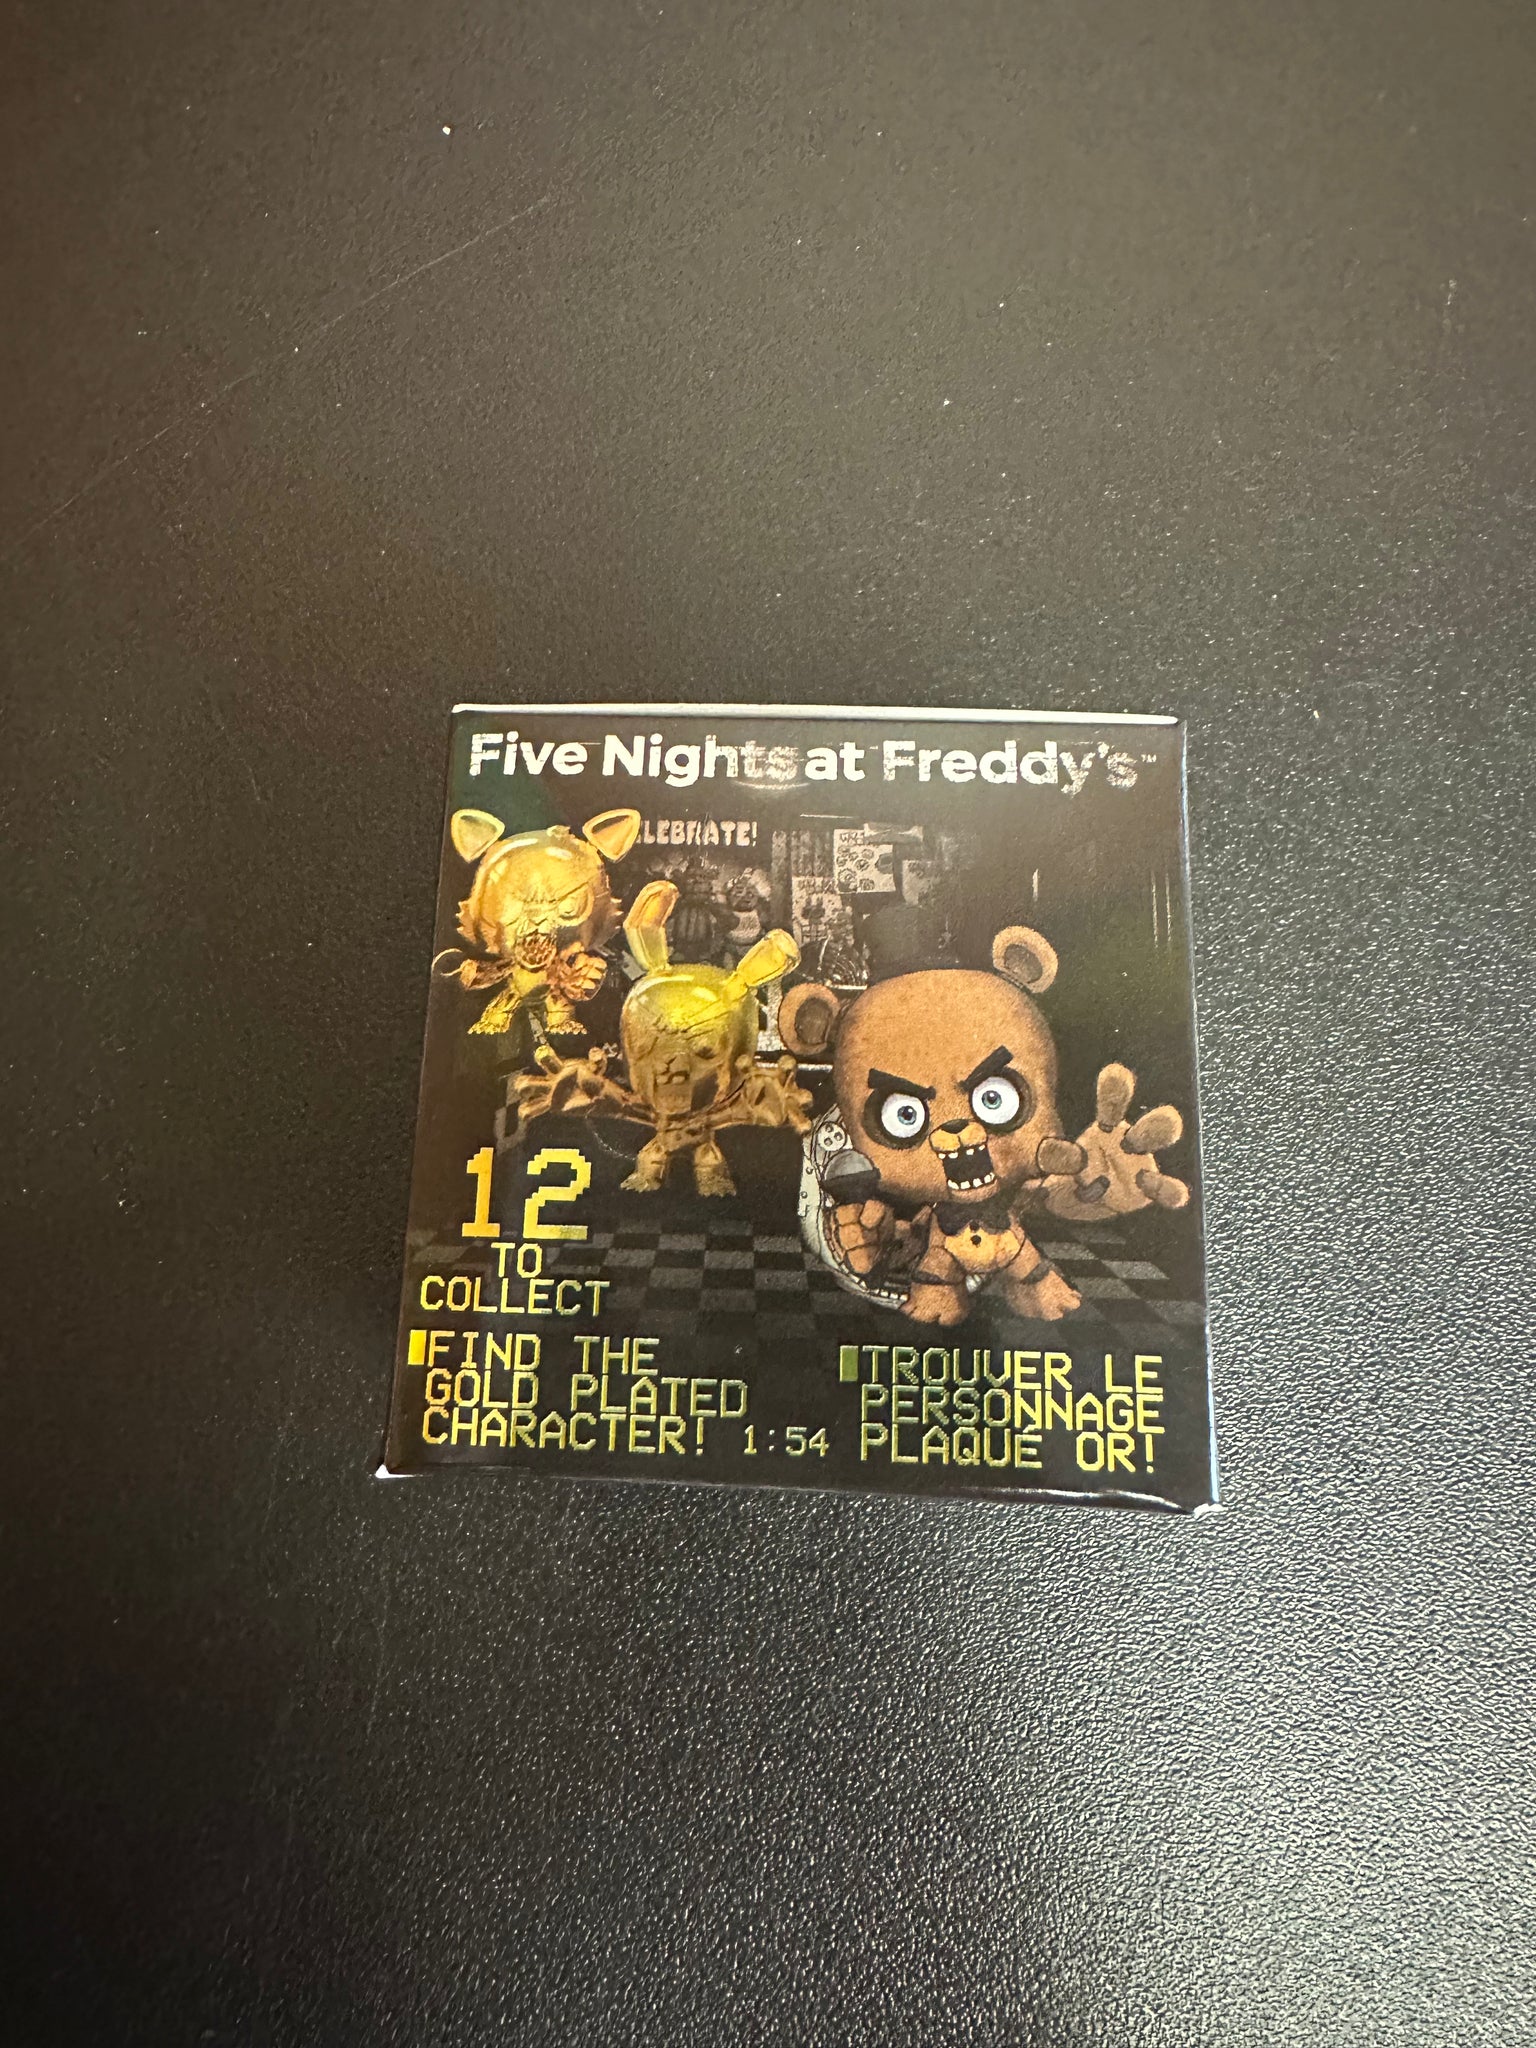 Five Nights at Freddy's™
LEBRATE!
12
TO
COLLECT
FIND THE
GOLD PLATED
CHARACTER! 1:54
TROUVER LE
PERSONNAGE
PLAQUÉ OR!